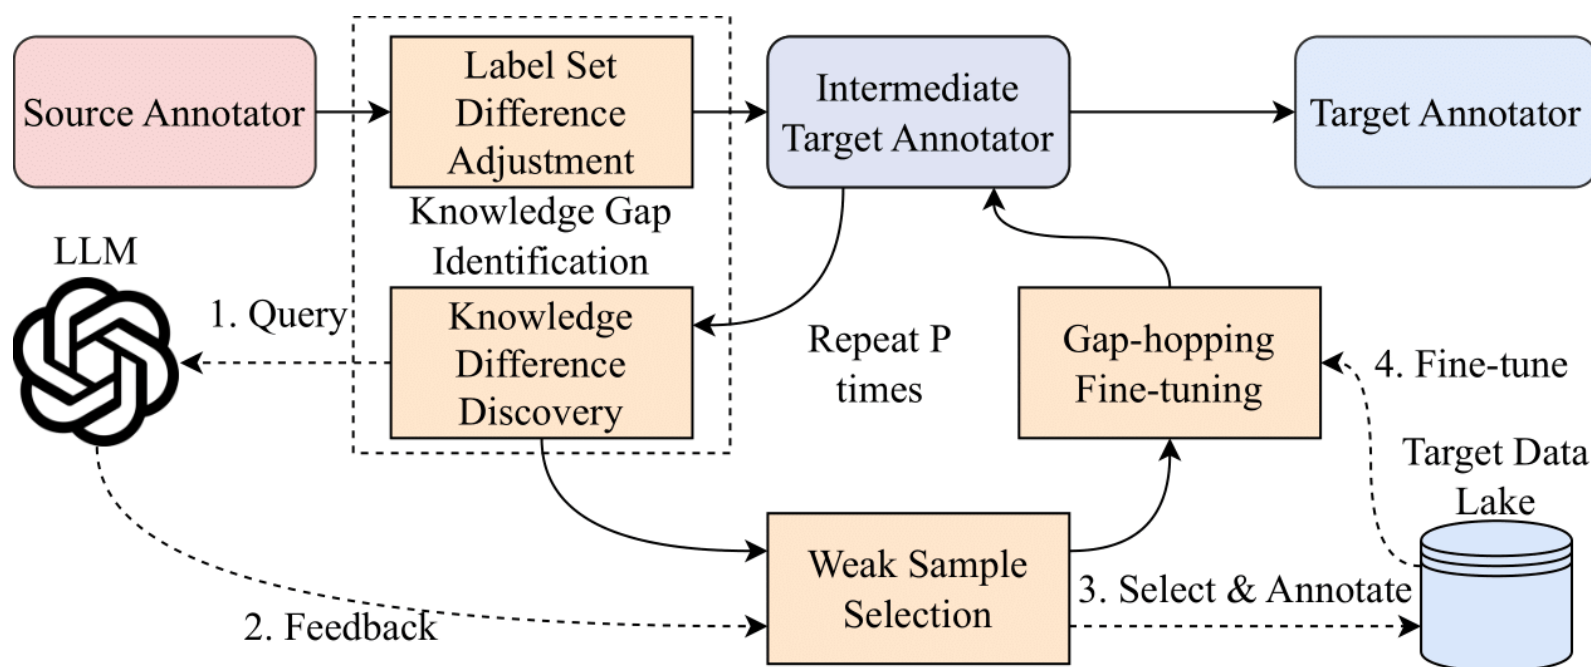 Source Annotator
Label Set
Difference
Adjustment
Intermediate
Target Annotator
Target Annotator
Knowledge Gap
Identification
LLM
1. Query
Knowledge
Difference
Discovery
Repeat P
times
Gap-hopping
Fine-tuning
4. Fine-tune
Target Data
Lake
Weak Sample
Selection
3. Select & Annotate
2. Feedback